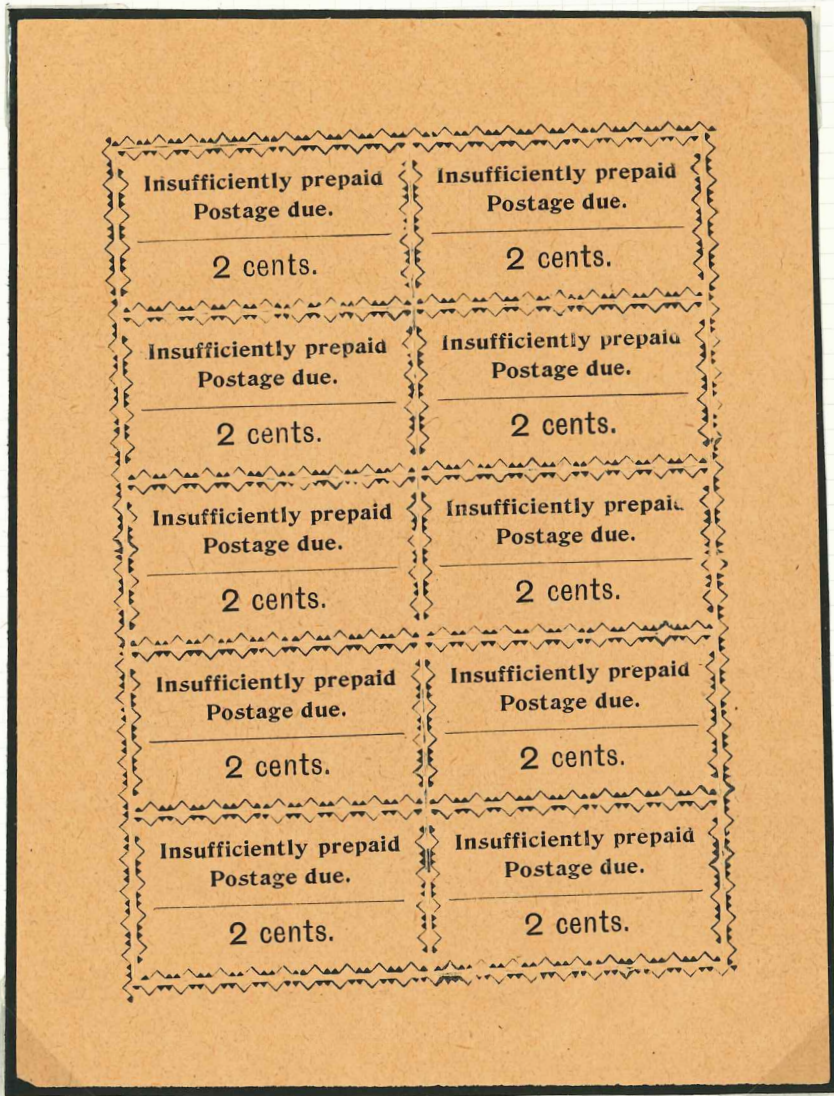 Insufficiently prepaid
Postage due.
2 cents.
Insufficiently prepaid
Postage due.
2 cents.
Insufficiently prepaid
Postage due.
2 cents.
Insufficiently prepaid
Postage due.
2 cents.
Insufficiently prepaid
Postage due.
2 cents.
Insufficiently prepaid
Postage due.
2 cents.
Insufficiently prepaid
Postage due.
2 cents.
Insufficiently prepaid
Postage due.
2 cents.
Insufficiently prepaid
Postage due.
2 cents.
Insufficiently prepaid
Postage due.
2 cents.